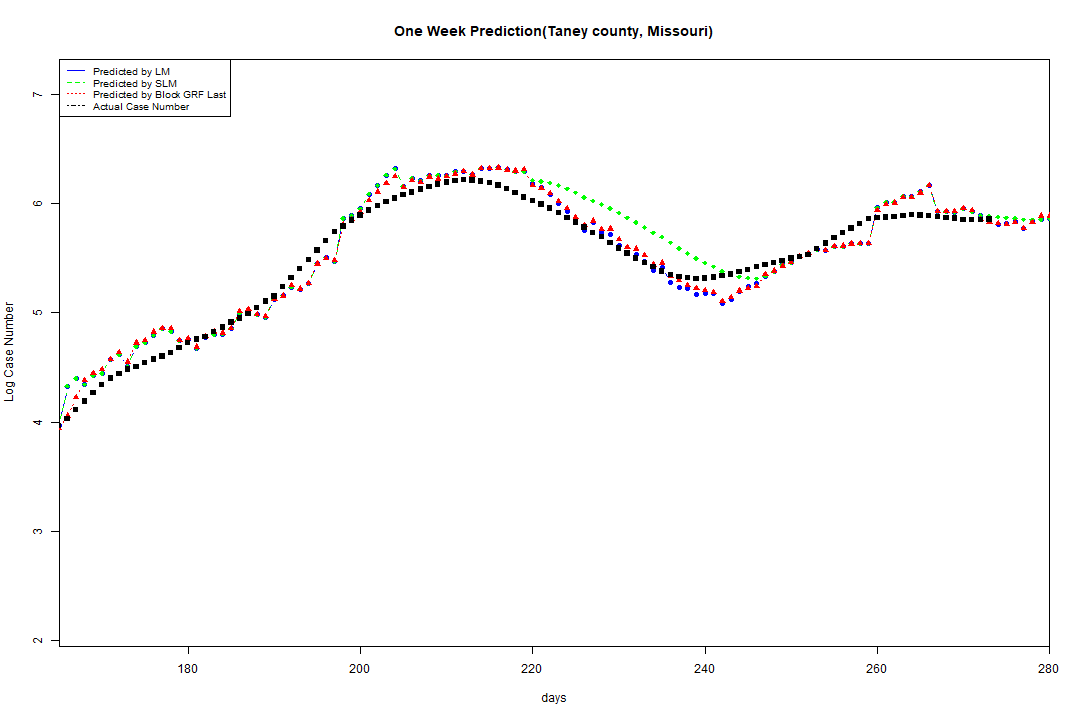 One Week Prediction(Taney county, Missouri)
Predicted by LM
Predicted by SLM
Predicted by Block GRF Last
Actual Case Number
7
6
5
4
3
2
Log Case Number
180 200 220 240 260 280
days